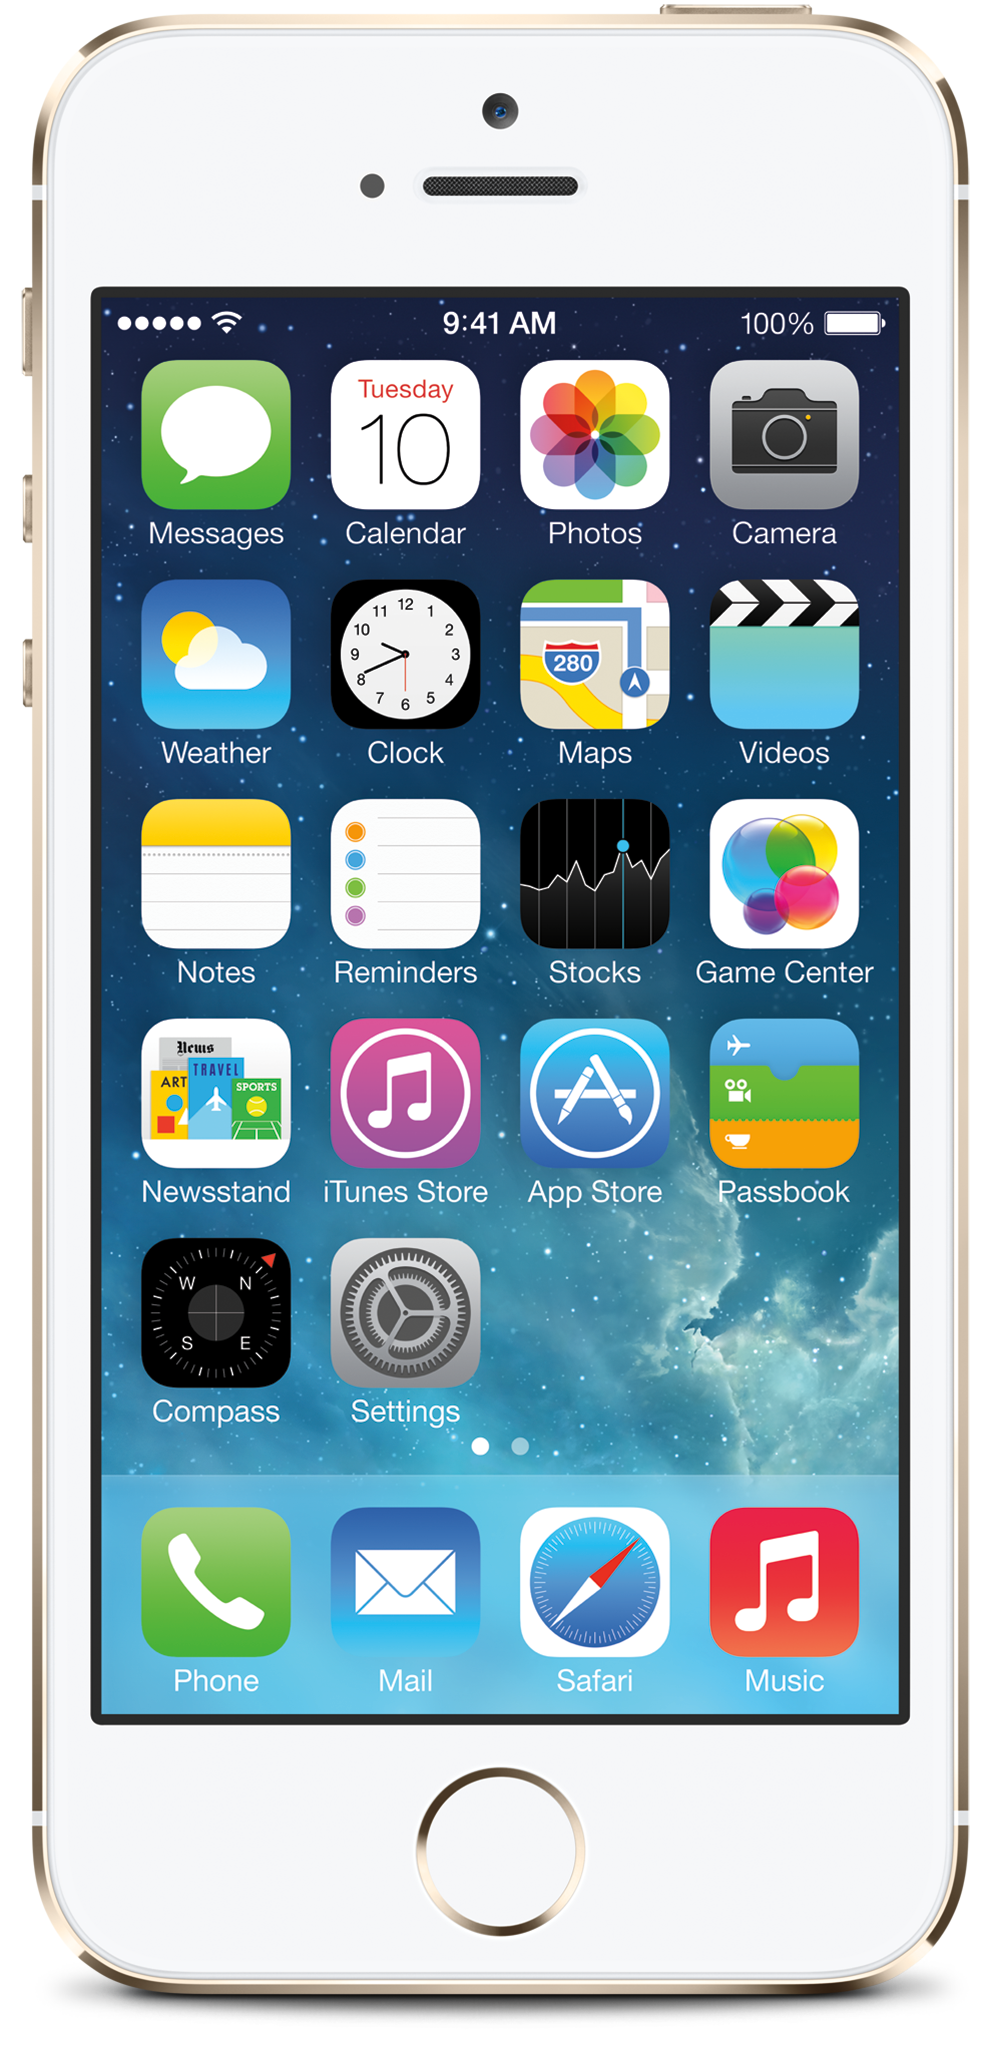 9:41 AM 100%
Tuesday
10
Messages Calendar Photos Camera
12
11 1
10 2
9 3
8 4
7 5
6
280
Weather Clock Maps Videos
Notes Reminders Stocks Game Center
News
TRAVEL
ART
SPORTS
Newsstand iTunes Store App Store Passbook
W N
S E
Compass Settings
Phone Mail Safari Music